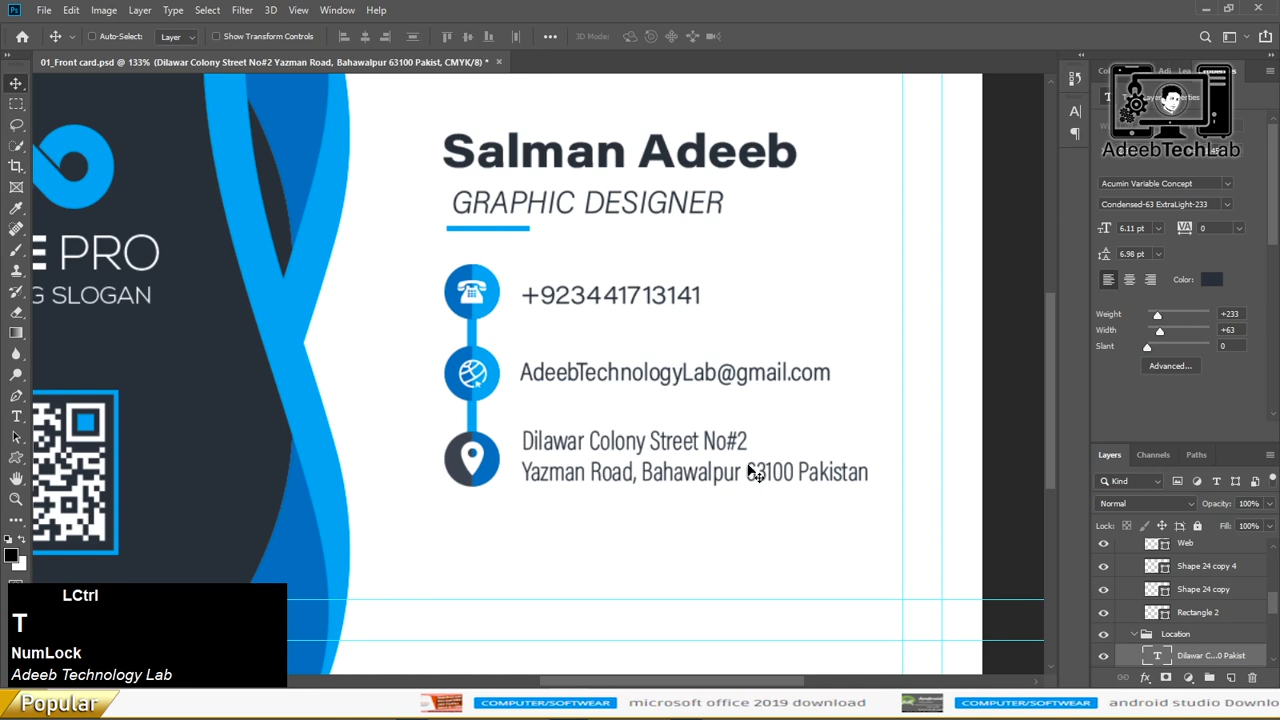 Ps File Edit Image Layer Type Select Filter 3D View Window Help
Auto-Select: Layer Show Transform Controls 3D Mode:
01_Front card.psd @ 133% (Dilawar Colony Street No#2 Yazman Road, Bahawalpur 63100 Pakist, CMYK/8) *
AdeebTechLab
Acumin Variable Concept
Condensed-63 ExtraLight-233
6.11 pt VA 0
6.98 pt
Color:
Weight +233
Width +63
Slant 0
Advanced...
Salman Adeeb
GRAPHIC DESIGNER
E PRO
G SLOGAN
+923441713141
AdeebTechnologyLab@gmail.com
Dilawar Colony Street No#2
Yazman Road, Bahawalpur 63100 Pakistan
Layers Channels Paths
Kind
Normal Opacity: 100%
Lock: Fill: 100%
Web
Shape 24 copy 4
Shape 24 copy
Rectangle 2
Location
T Dilawar C...0 Pakist
LCtrl
T
NumLock
Adeeb Technology Lab
Popular COMPUTER/SOFTWEAR microsoft office 2019 download COMPUTER/SOFTWEAR android studio Downlo